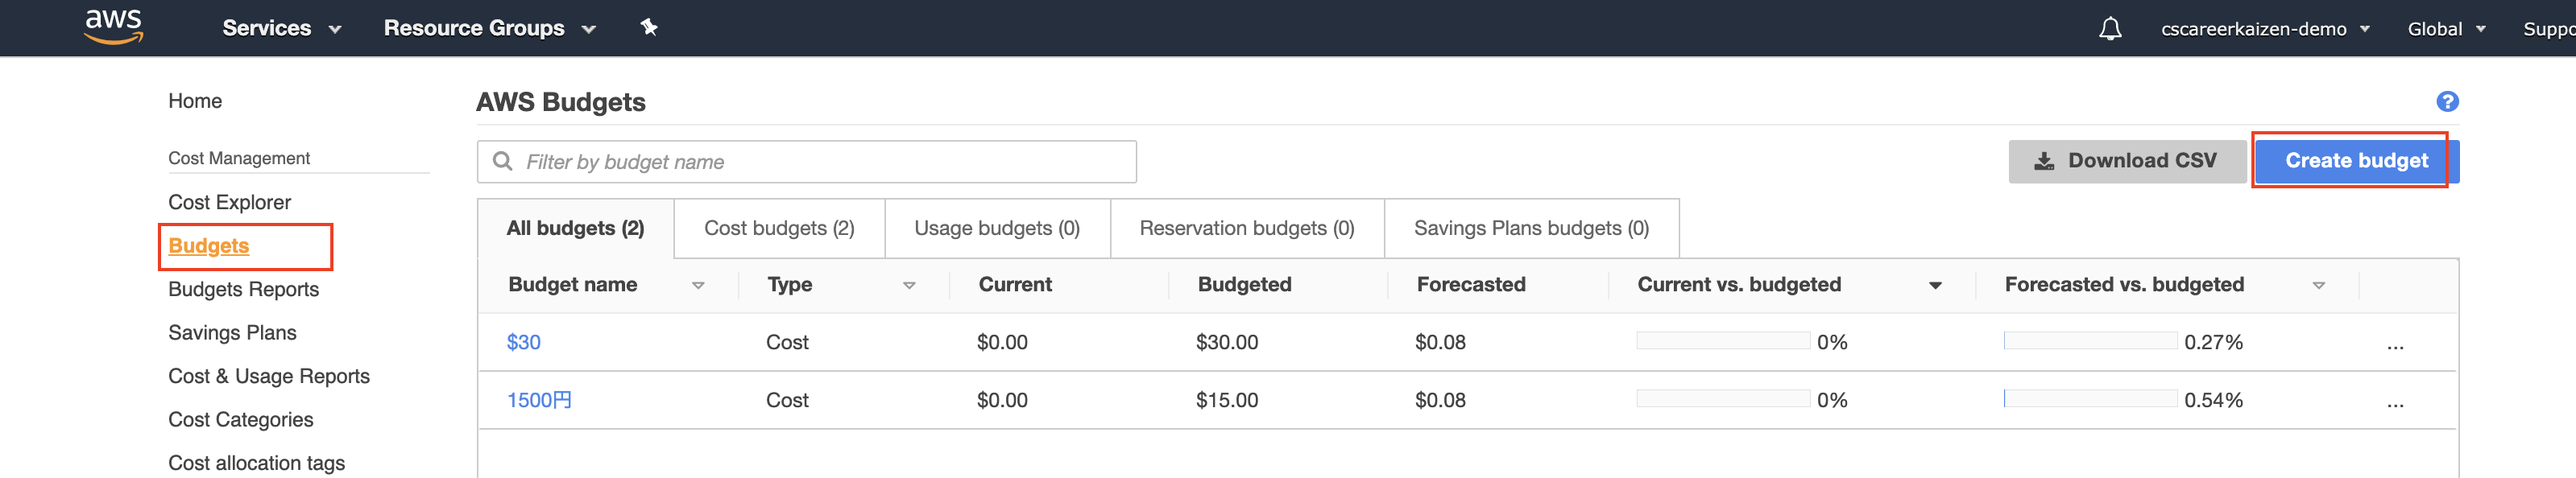 aws Services Resource Groups cscareerkaizen-demo Global Suppo
Home
Cost Management
Cost Explorer
Budgets
Budgets Reports
Savings Plans
Cost & Usage Reports
Cost Categories
Cost allocation tags
AWS Budgets ?
Filter by budget name Download CSV Create budget
All budgets (2) Cost budgets (2) Usage budgets (0) Reservation budgets (0) Savings Plans budgets (0)
Budget name Type Current Budgeted Forecasted Current vs. budgeted Forecasted vs. budgeted
$30 Cost $0.00 $30.00 $0.08 0% 0.27% ...
1500円 Cost $0.00 $15.00 $0.08 0% 0.54% ...